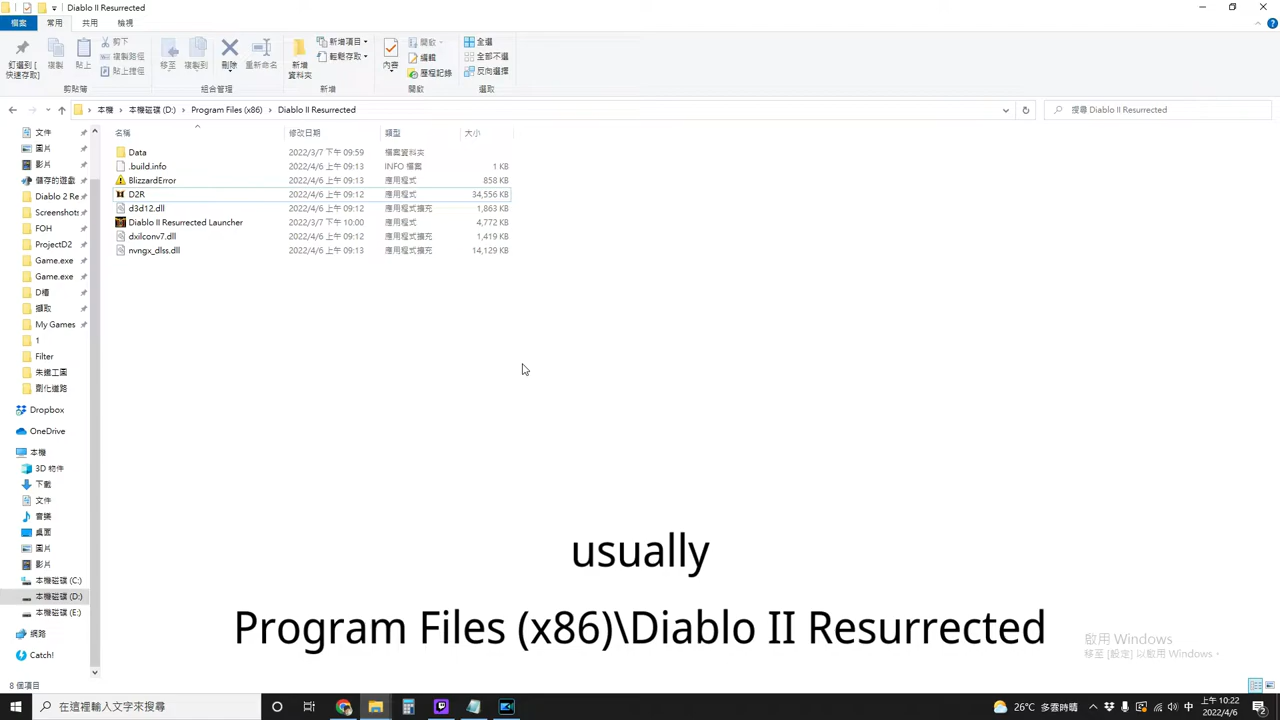 Diablo II Resurrected
檔案 常用 共用 檢視
釘選到 [快速存取]
複製
貼上
剪下
複製路徑
貼上捷徑
剪貼簿
移至
複製到
刪除
重新命名
組合管理
新增資料夾
新增項目
輕鬆存取
新增
內容
開啟
編輯
歷程記錄
開啟
全選
全部不選
反向選擇
選取
本機 本機磁碟 (D:) Program Files (x86) Diablo II Resurrected
搜尋 Diablo II Resurrected
名稱 修改日期 類型 大小
Data 2022/3/7 下午 09:59 檔案資料夾
.build.info 2022/4/6 上午 09:13 INFO 檔案 1 KB
BlizzardError 2022/4/6 上午 09:13 應用程式 858 KB
D2R 2022/4/6 上午 09:12 應用程式 34,556 KB
d3d12.dll 2022/4/6 上午 09:12 應用程式擴充 1,863 KB
Diablo II Resurrected Launcher 2022/3/7 下午 10:00 應用程式 4,772 KB
dxilconv7.dll 2022/4/6 上午 09:12 應用程式擴充 1,419 KB
nvngx_dlss.dll 2022/4/6 上午 09:13 應用程式擴充 14,129 KB
文件
圖片
影片
儲存的遊戲
Diablo 2 Re
Screenshots
FOH
ProjectD2
Game.exe
Game.exe
D槽
擷取
My Games
1
Filter
朱繼工圖
劍化道路
Dropbox
OneDrive
本機
3D 物件
下載
文件
音樂
桌面
圖片
影片
本機磁碟 (C:)
本機磁碟 (D:)
本機磁碟 (E:)
網路
Catch!
usually
Program Files (x86)\Diablo II Resurrected
啟用 Windows
移至 [設定] 以啟用 Windows。
8 個項目
在這裡輸入文字來搜尋
26°C 多雲時晴
中
上午 10:22
2022/4/6
2